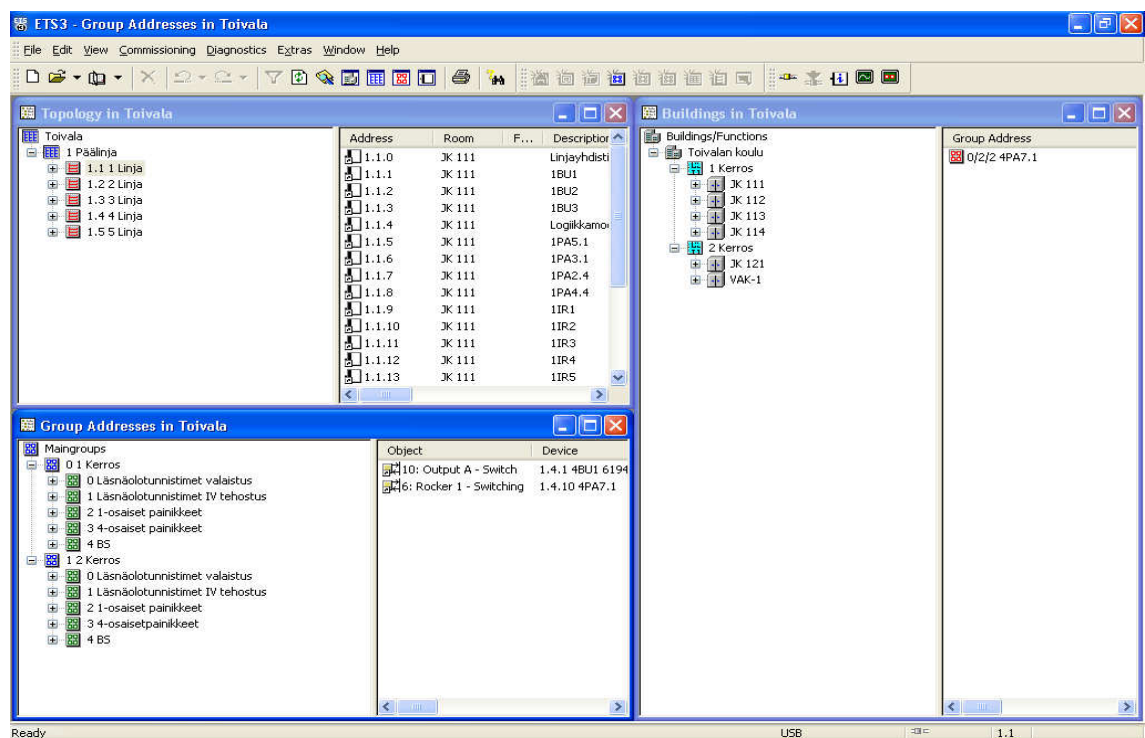 ETS3 - Group Addresses in Toivala
File Edit View Commissioning Diagnostics Extras Window Help
Topology in Toivala
Toivala
1 Päälinja
1.1 1 Linja
1.2 2 Linja
1.3 3 Linja
1.4 4 Linja
1.5 5 Linja
Address Room F... Description
1.1.0 JK 111 Linjayhdisti
1.1.1 JK 111 1BU1
1.1.2 JK 111 1BU2
1.1.3 JK 111 1BU3
1.1.4 JK 111 Logiikkamo
1.1.5 JK 111 1PA5.1
1.1.6 JK 111 1PA3.1
1.1.7 JK 111 1PA2.4
1.1.8 JK 111 1PA4.4
1.1.9 JK 111 1IR1
1.1.10 JK 111 1IR2
1.1.11 JK 111 1IR3
1.1.12 JK 111 1IR4
1.1.13 JK 111 1IR5
Buildings in Toivala
Buildings/Functions
Toivalan koulu
1 Kerros
JK 111
JK 112
JK 113
JK 114
2 Kerros
JK 121
VAK-1
Group Address
0/2/2 4PA7.1
Group Addresses in Toivala
Maingroups
0 1 Kerros
0 Läsnäolotunnistimet valaistus
1 Läsnäolotunnistimet IV tehostus
2 1-osaiset painikkeet
3 4-osaiset painikkeet
4 BS
1 2 Kerros
0 Läsnäolotunnistimet valaistus
1 Läsnäolotunnistimet IV tehostus
2 1-osaiset painikkeet
3 4-osaisetpainikkeet
4 BS
Object Device
10: Output A - Switch 1.4.1 4BU1 6194
6: Rocker 1 - Switching 1.4.10 4PA7.1
Ready USB 1.1